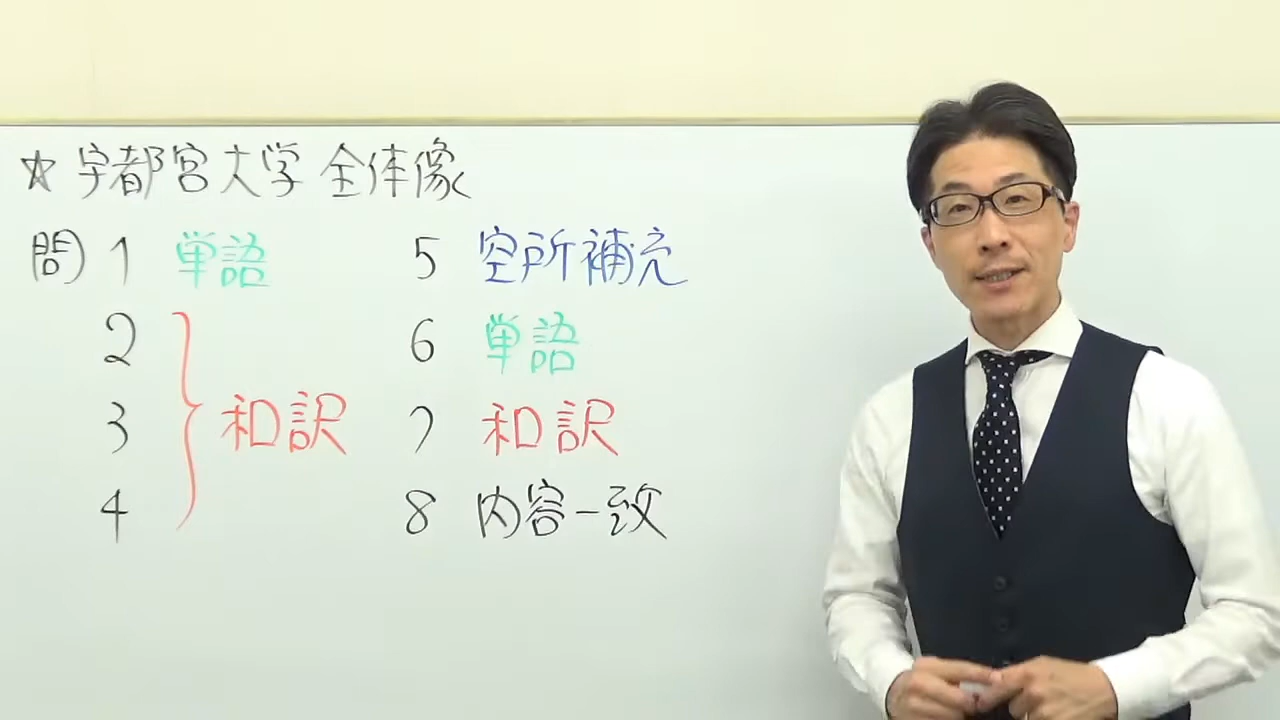 ☆宇都宮大学 全体像
問) 1 単語
2
3 和訳
4
5 空所補充
6 単語
7 和訳
8 内容一致